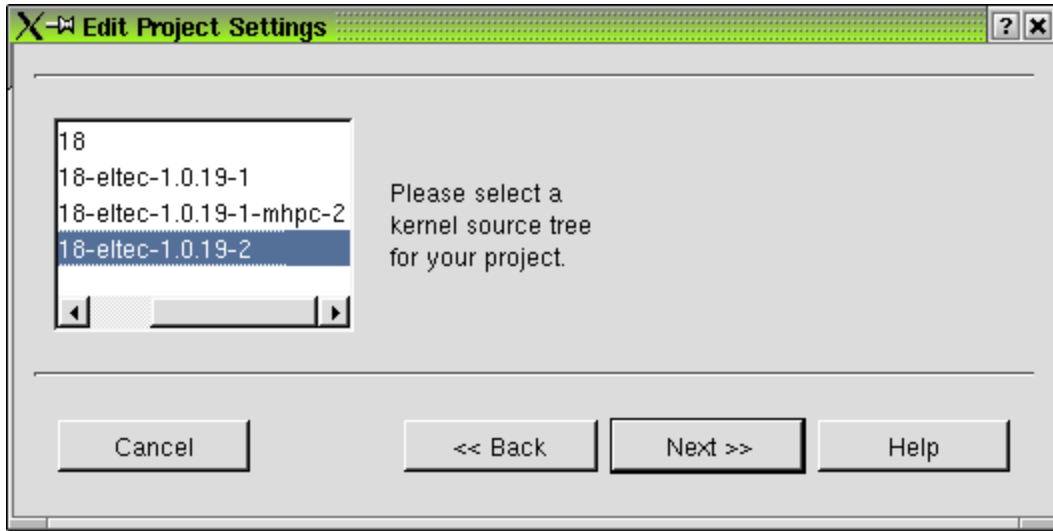 Edit Project Settings
18
18-eltec-1.0.19-1
18-eltec-1.0.19-1-mhpc-2
18-eltec-1.0.19-2
Please select a
kernel source tree
for your project.
Cancel
<< Back
Next >>
Help